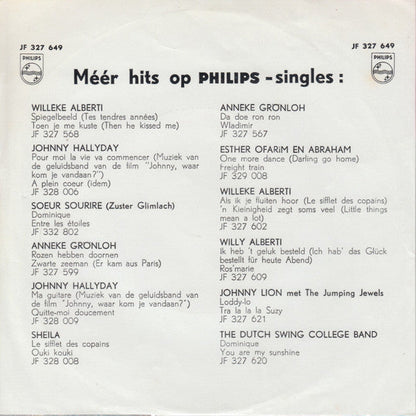 JF 327 649
JF 327 649
PHILIPS
PHILIPS
Méér hits op PHILIPS - singles :
WILLEKE ALBERTI
Spiegelbeeld (Tes tendres années)
Toen je me kuste (Then he kissed me)
JF 327 568
JOHNNY HALLYDAY
Pour moi la vie va commencer (Muziek van
de geluidsband van de film "Johnny, waar
kom je vandaan?")
A plein coeur (idem)
JF 328 006
SOEUR SOURIRE (Zuster Glimlach)
Dominique
Entre les étoiles
JF 332 802
ANNEKE GRÖNLOH
Rozen hebben doornen
Zwarte zeeman (Er kam aus Paris)
JF 327 599
JOHNNY HALLYDAY
Ma guitare (Muziek van de geluidsband van
de film "Johnny, waar kom je vandaan?")
Quitte-moi doucement
JF 328 009
SHEILA
Le sifflet des copains
Ouki kouki
JF 328 008
ANNEKE GRÖNLOH
Da doe ron ron
Wladimir
JF 327 567
ESTHER OFARIM EN ABRAHAM
One more dance (Darling go home)
Freight train
JF 329 008
WILLEKE ALBERTI
Als ik je fluiten hoor (Le sifflet des copains)
'n Kleinigheid zegt soms veel (Little things
mean a lot)
JF 327 602
WILLY ALBERTI
Ik heb 't geluk besteld (Ich hab' das Glück
bestellt für heute Abend)
Ros'marie
JF 327 609
JOHNNY LION met The Jumping Jewels
Loddy-lo
Tra la la la Suzy
JF 327 621
THE DUTCH SWING COLLEGE BAND
Dominique
You are my sunshine
JF 327 620